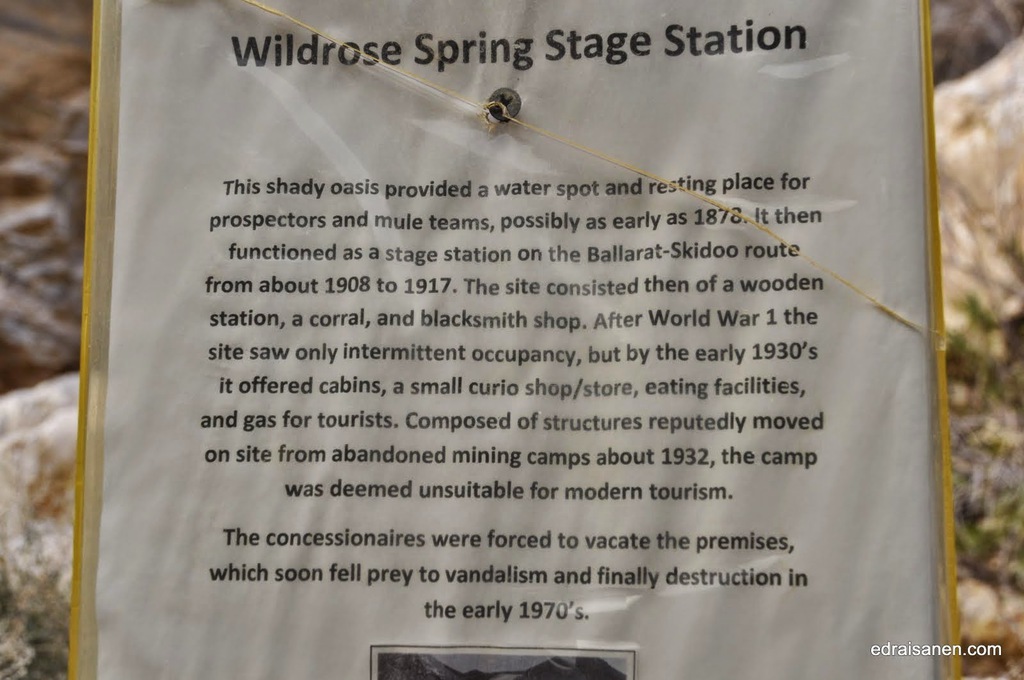 Wildrose Spring Stage Station
This shady oasis provided a water spot and resting place for
prospectors and mule teams, possibly as early as 1878. It then
functioned as a stage station on the Ballarat-Skidoo route
from about 1908 to 1917. The site consisted then of a wooden
station, a corral, and blacksmith shop. After World War 1 the
site saw only intermittent occupancy, but by the early 1930's
it offered cabins, a small curio shop/store, eating facilities,
and gas for tourists. Composed of structures reputedly moved
on site from abandoned mining camps about 1932, the camp
was deemed unsuitable for modern tourism.
The concessionaires were forced to vacate the premises,
which soon fell prey to vandalism and finally destruction in
the early 1970's.
edraisanen.com